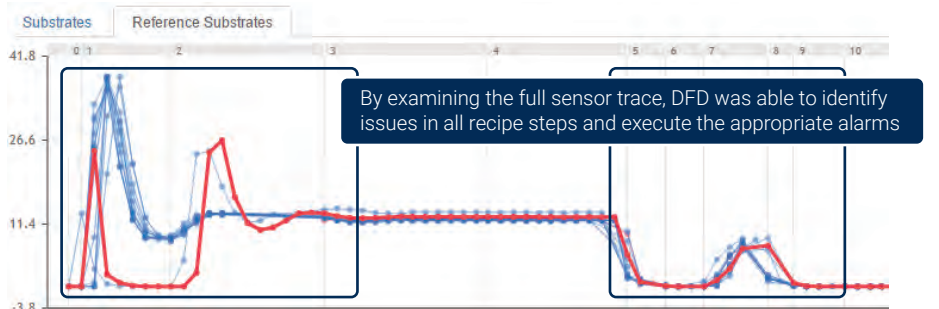 Substrates Reference Substrates
0 1 2 3 4 5 6 7 8 9 10
41.8
By examining the full sensor trace, DFD was able to identify
issues in all recipe steps and execute the appropriate alarms
26.6
11.4
-3.8